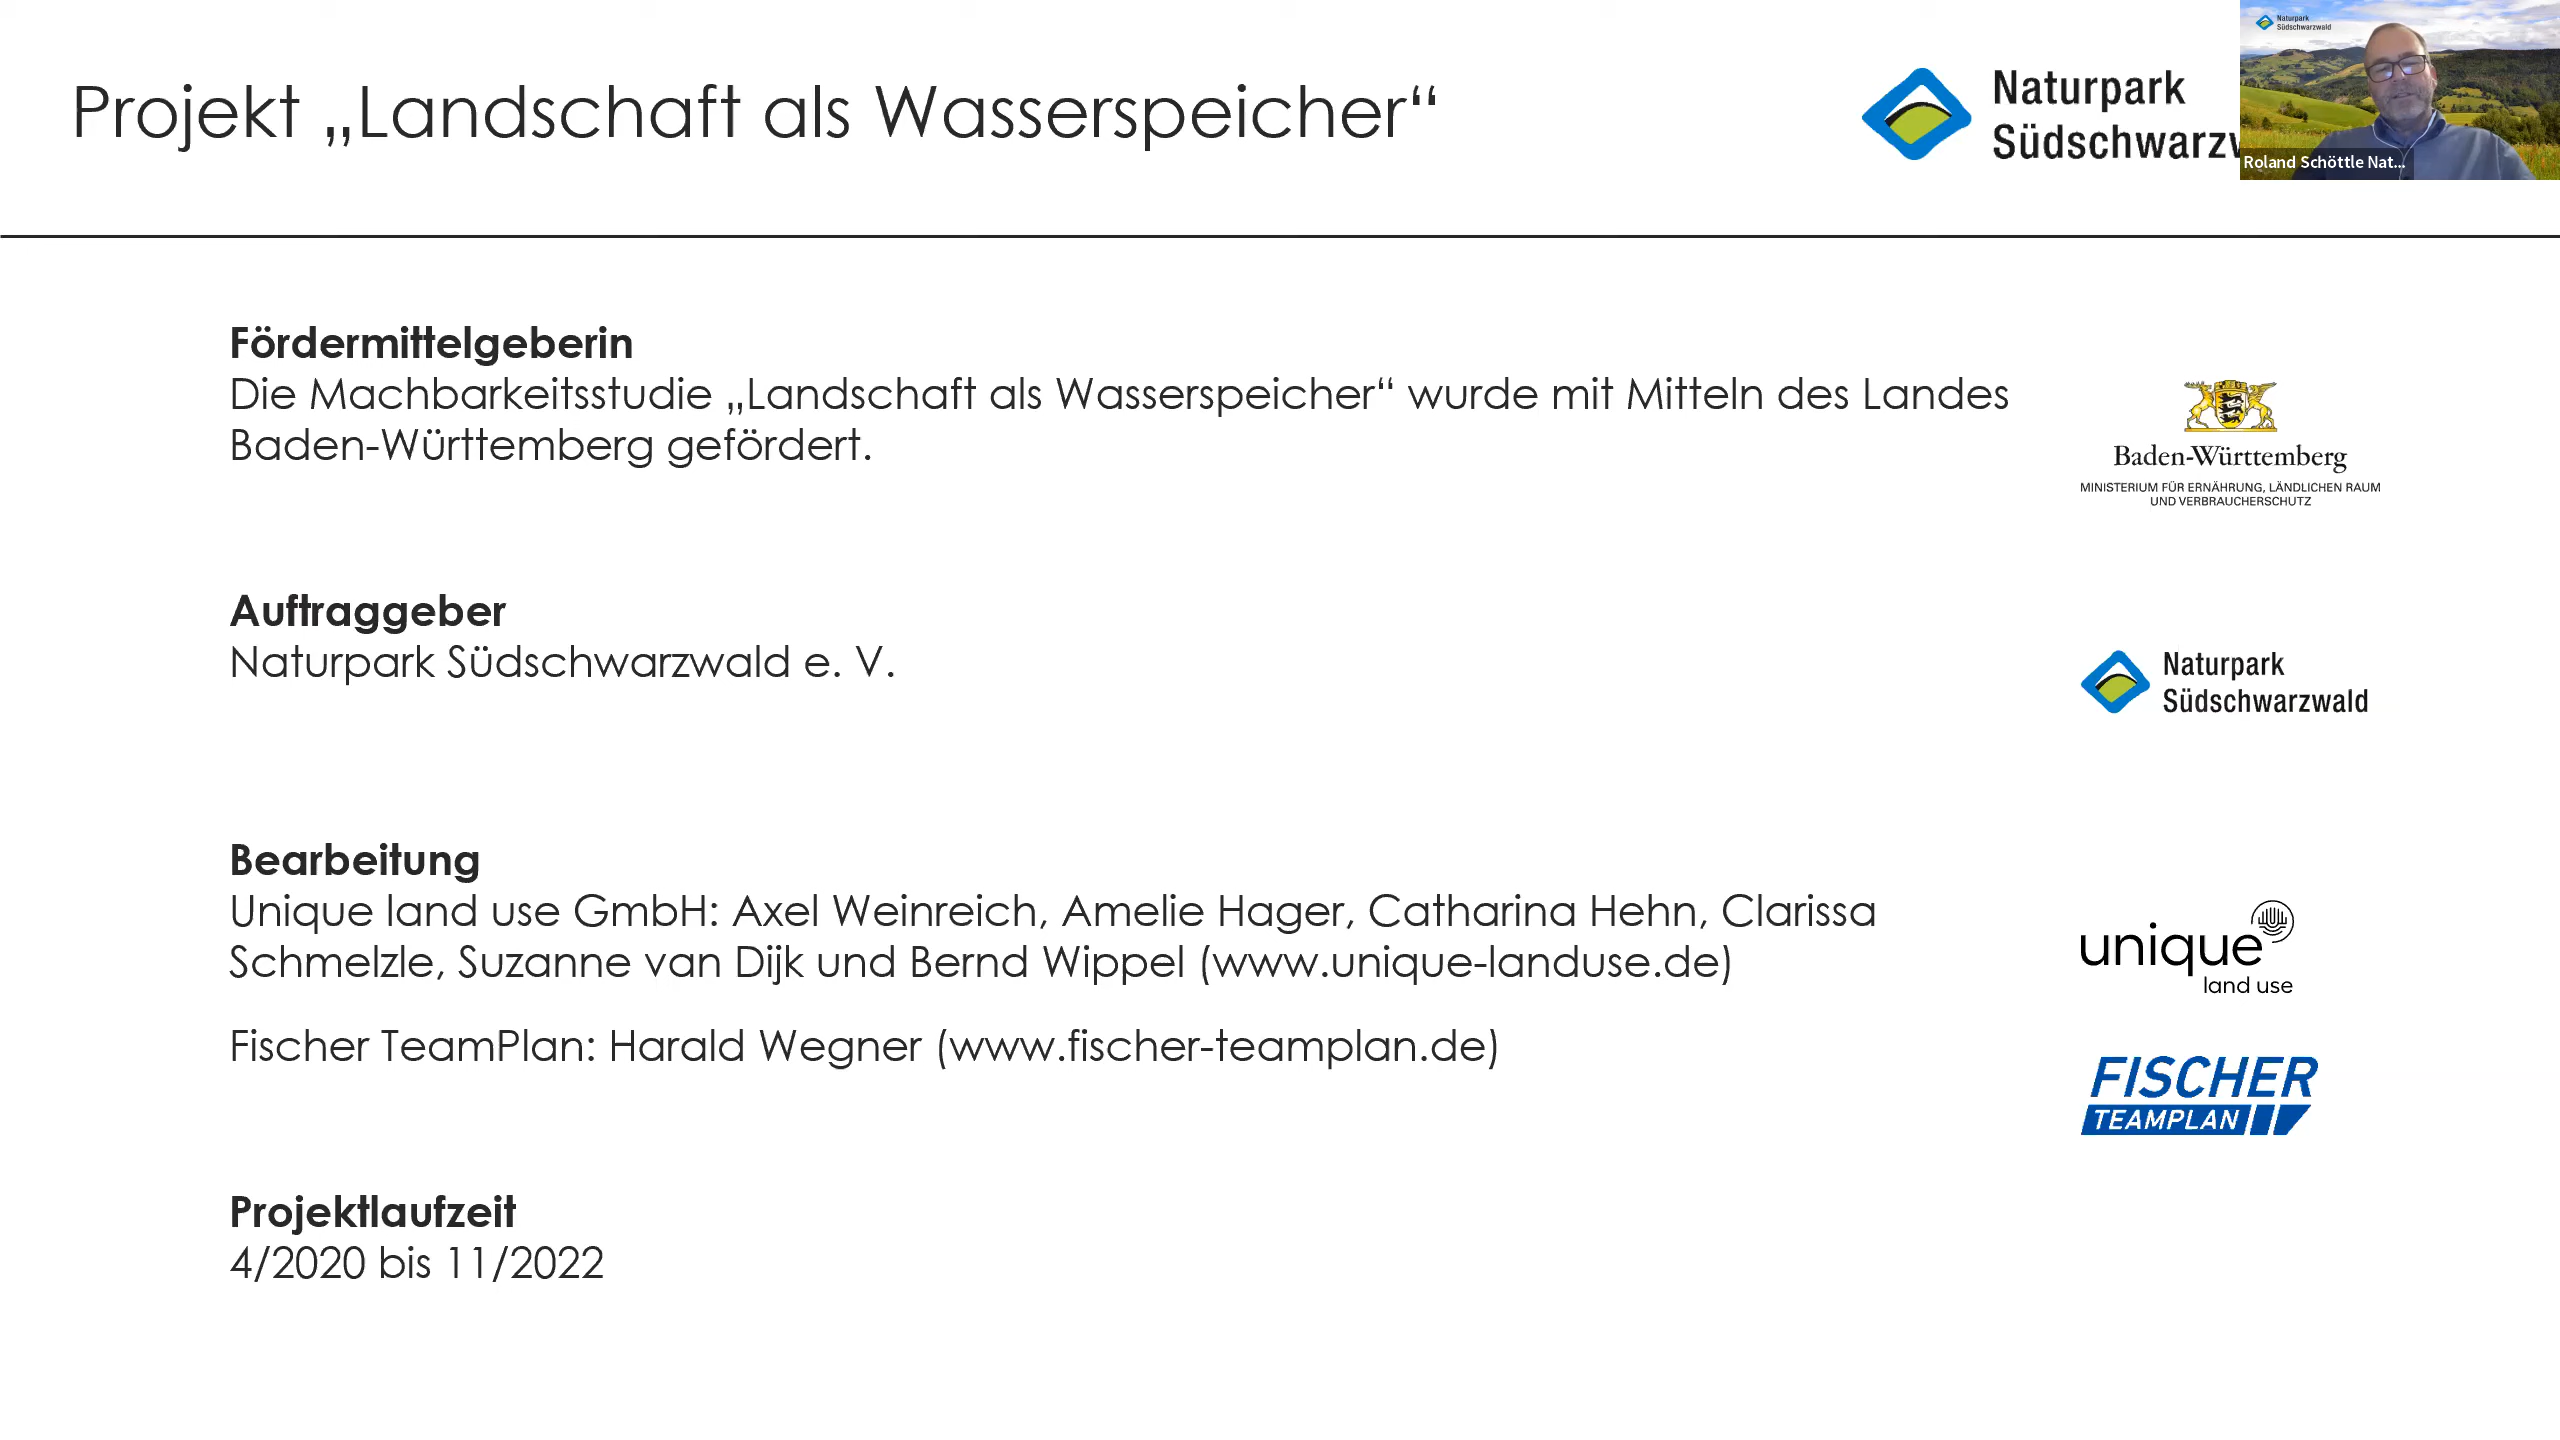 Projekt „Landschaft als Wasserspeicher“
Naturpark
Südschwarzw
Naturpark
Südschwarzwald
Roland Schöttle Nat...
Fördermittelgeberin
Die Machbarkeitsstudie „Landschaft als Wasserspeicher“ wurde mit Mitteln des Landes
Baden-Württemberg gefördert.
Baden-Württemberg
MINISTERIUM FÜR ERNÄHRUNG, LÄNDLICHEN RAUM
UND VERBRAUCHERSCHUTZ
Auftraggeber
Naturpark Südschwarzwald e. V.
Naturpark
Südschwarzwald
Bearbeitung
Unique land use GmbH: Axel Weinreich, Amelie Hager, Catharina Hehn, Clarissa
Schmelzle, Suzanne van Dijk und Bernd Wippel (www.unique-landuse.de)
unique
land use
Fischer TeamPlan: Harald Wegner (www.fischer-teamplan.de)
FISCHER
TEAMPLAN
Projektlaufzeit
4/2020 bis 11/2022